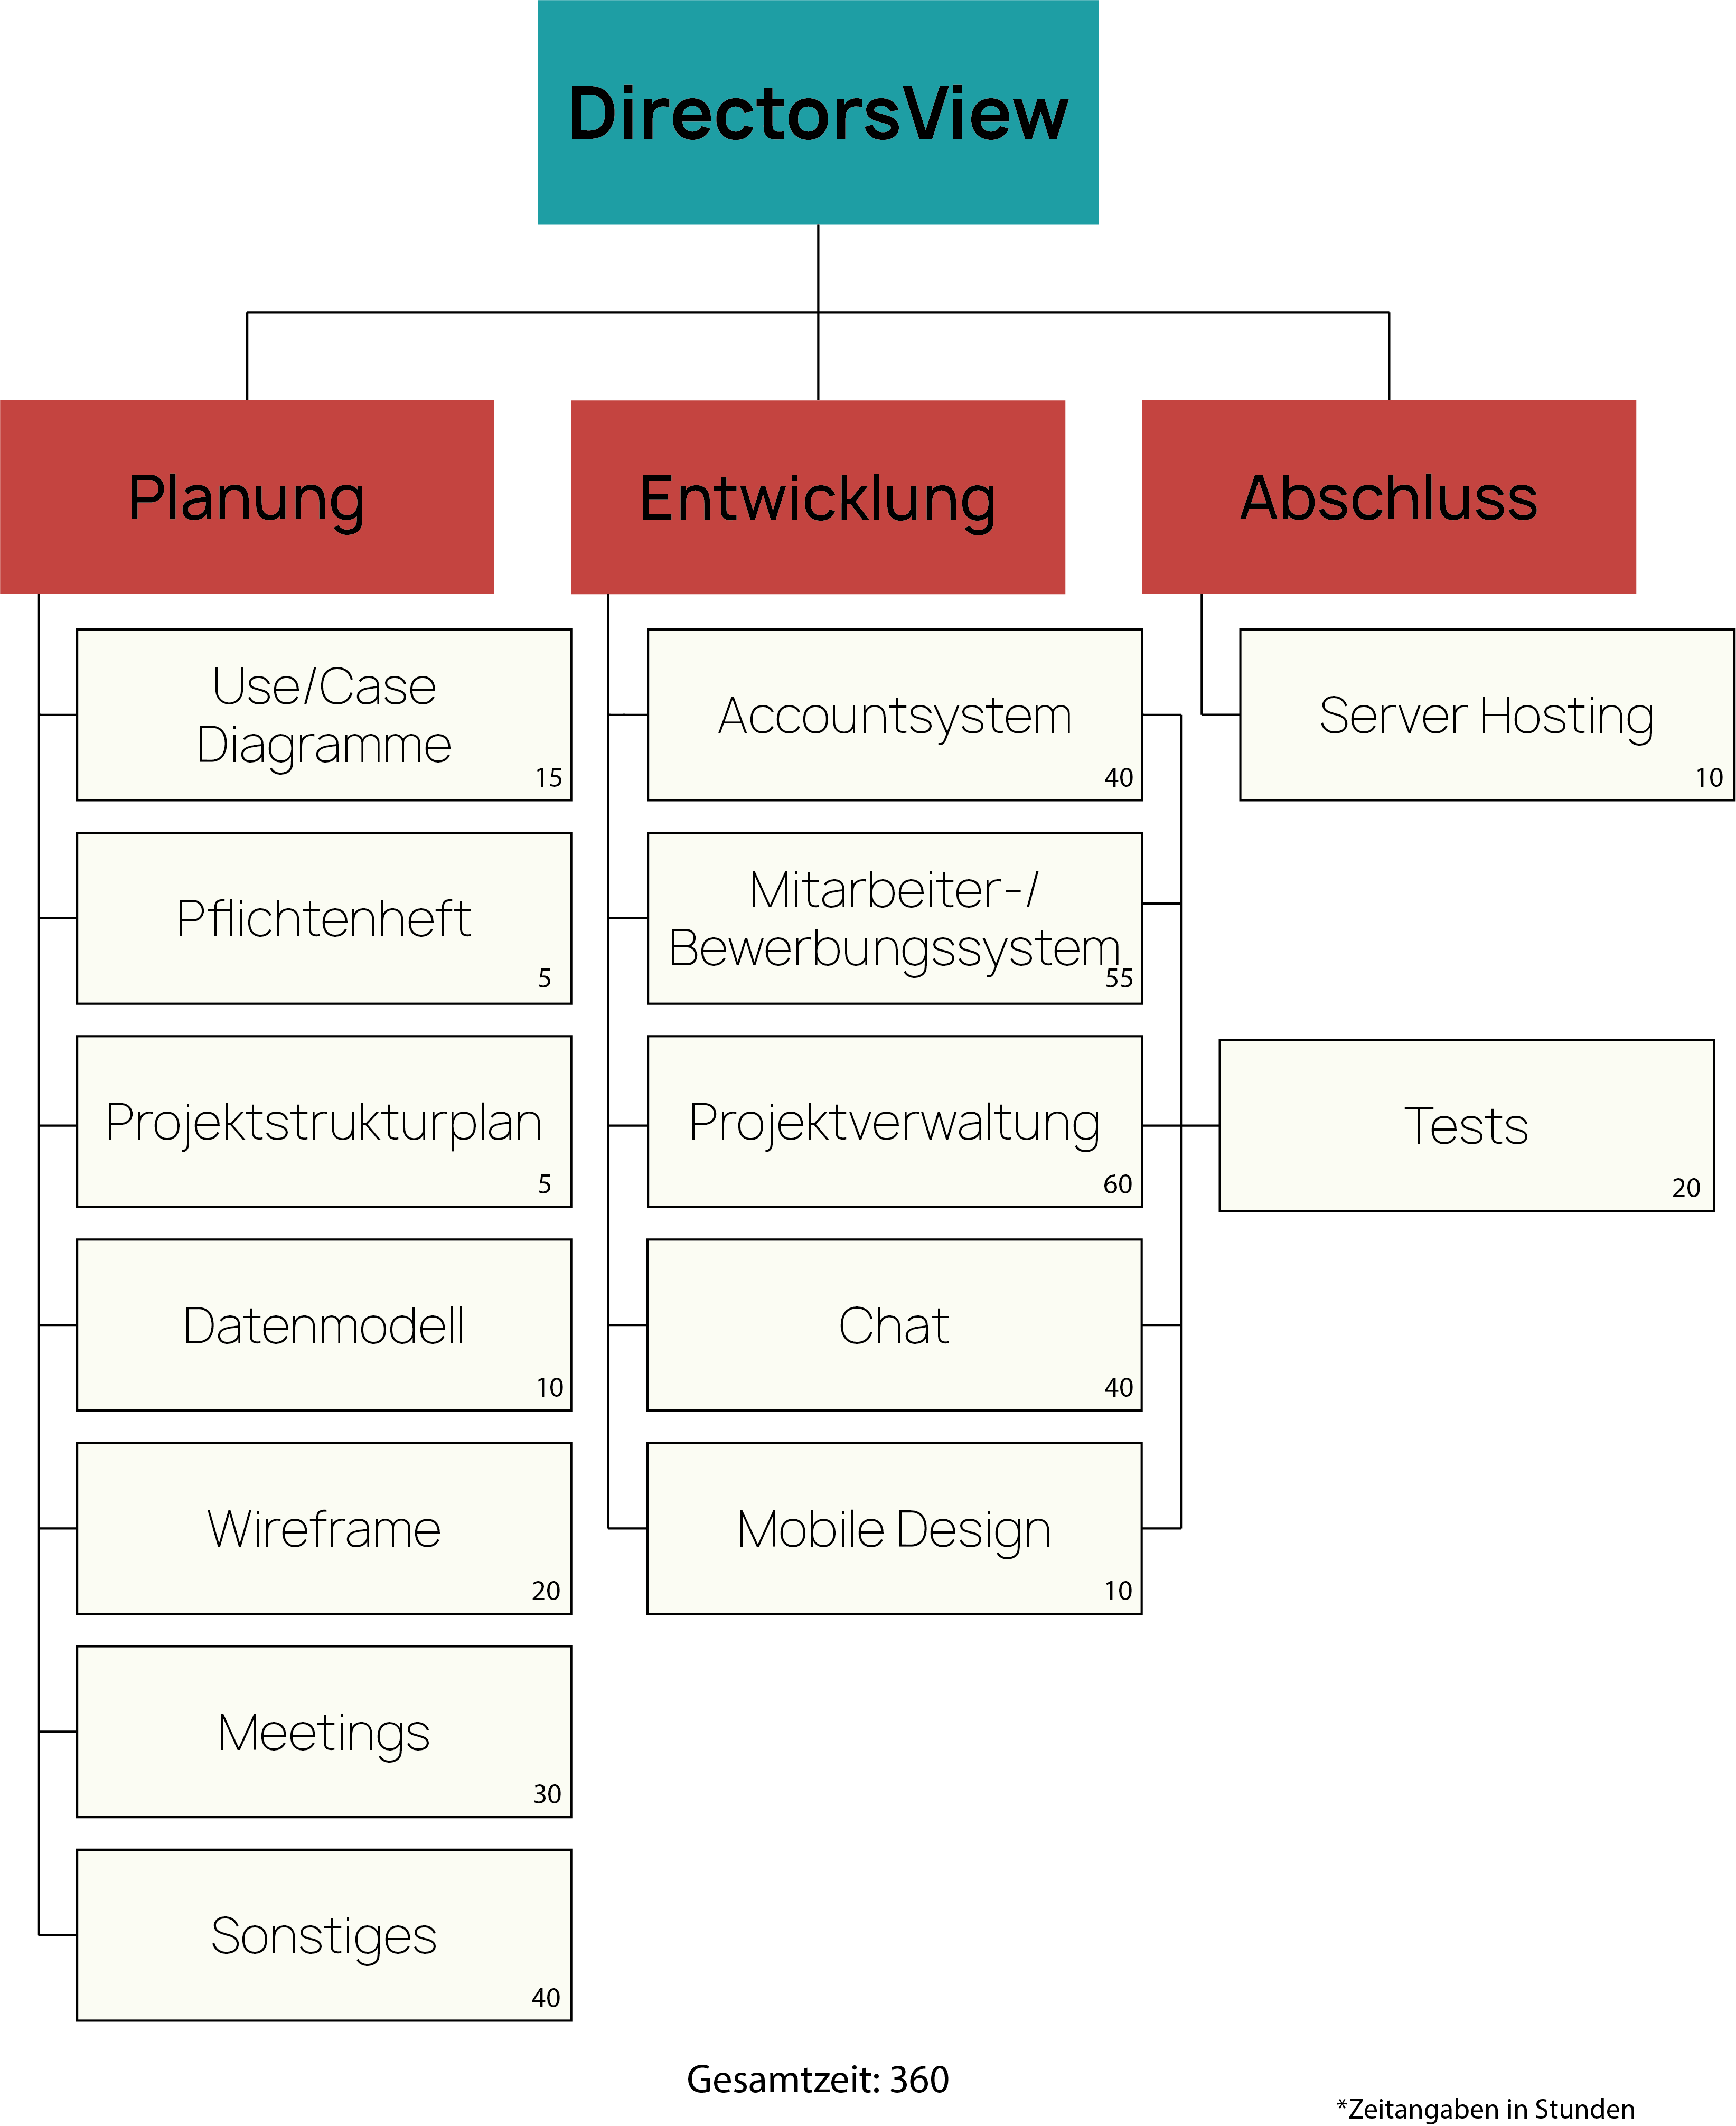 DirectorsView
Planung
Entwicklung
Abschluss
Use/Case
Diagramme
15
Pflichtenheft
5
Projektstrukturplan
5
Datenmodell
10
Wireframe
20
Meetings
30
Sonstiges
40
Accountsystem
40
Mitarbeiter-/
Bewerbungssystem
55
Projektverwaltung
60
Chat
40
Mobile Design
10
Server Hosting
10
Tests
20
Gesamtzeit: 360
*Zeitangaben in Stunden